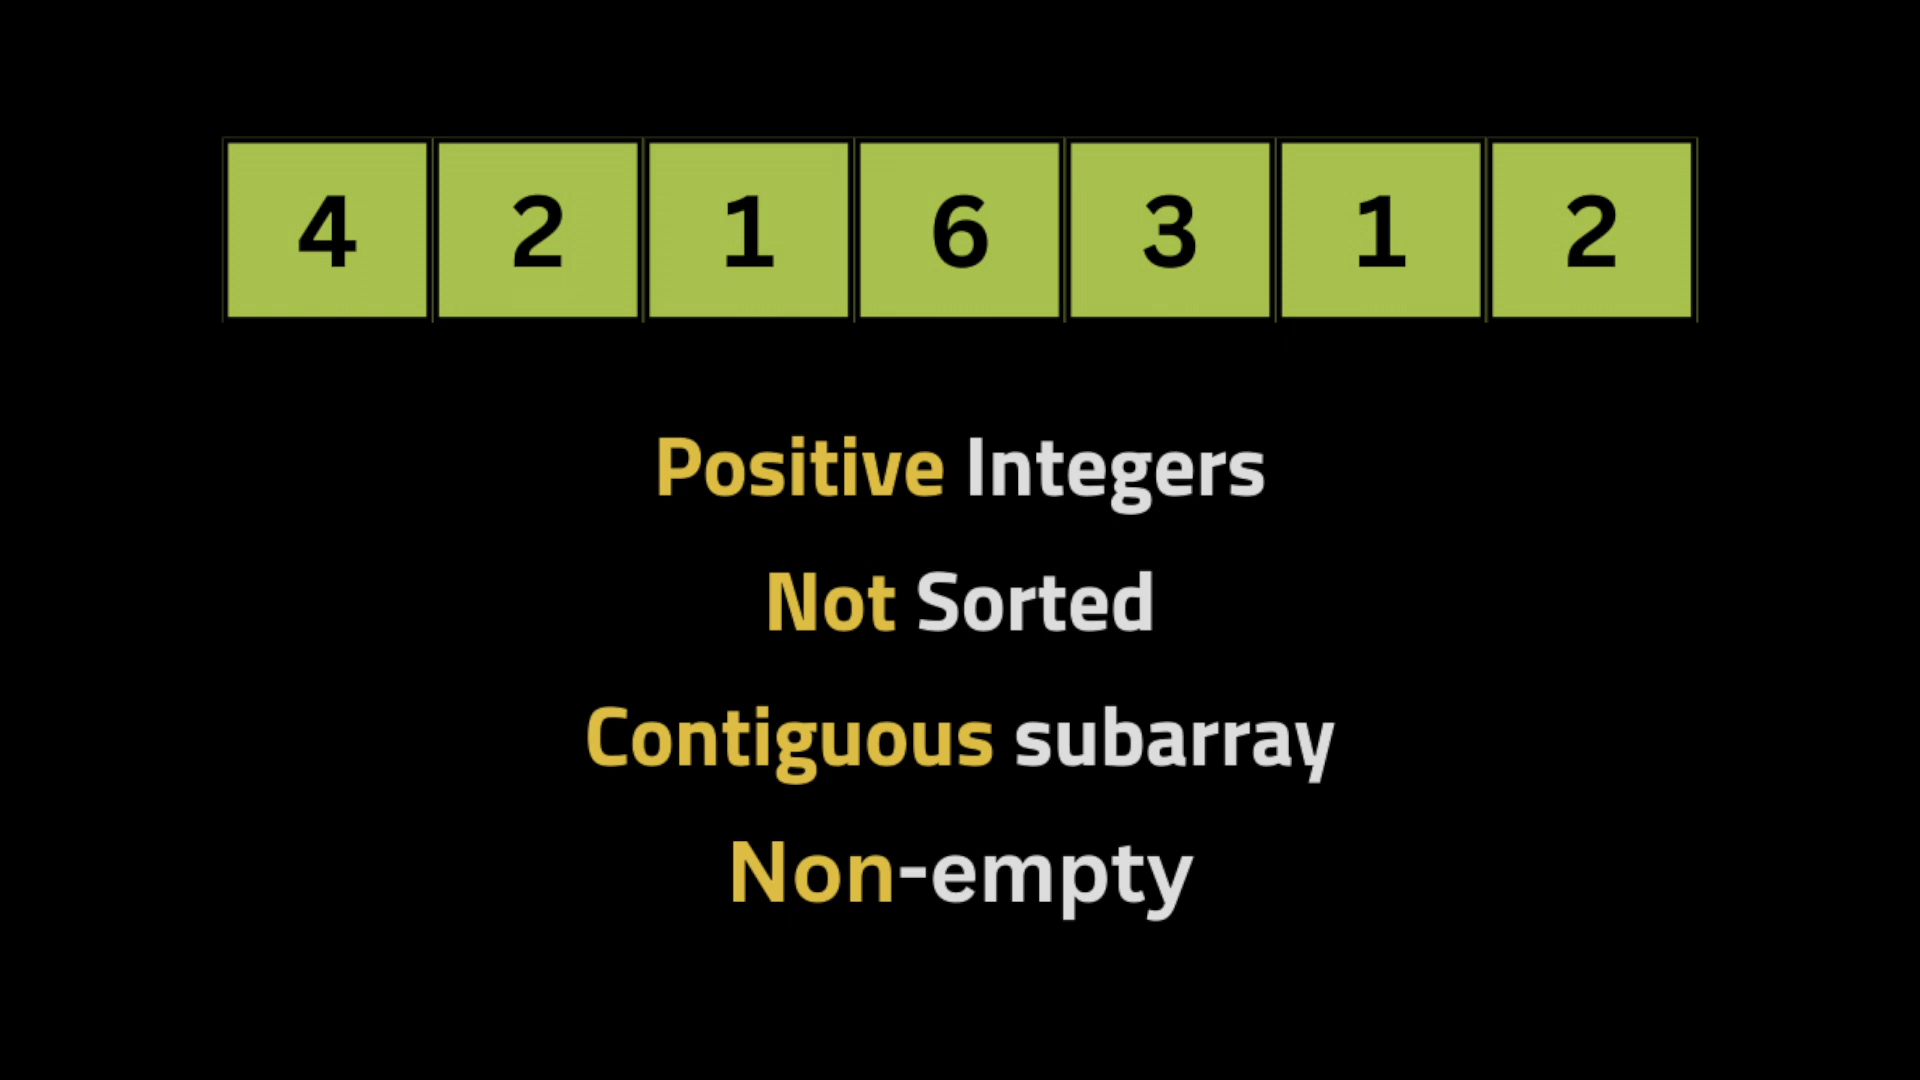 4 2 1 6 3 1 2
Positive Integers
Not Sorted
Contiguous subarray
Non-empty